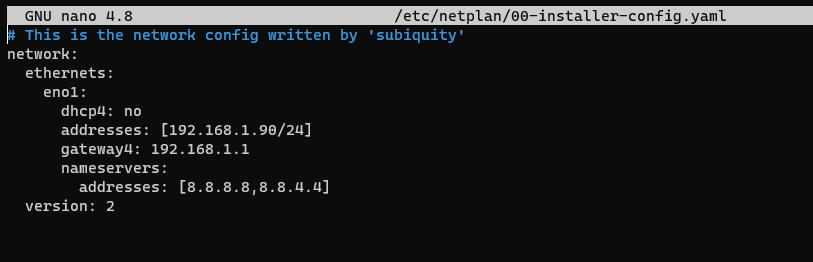 GNU nano 4.8 /etc/netplan/00-installer-config.yaml
# This is the network config written by 'subiquity'
network:
  ethernets:
    eno1:
      dhcp4: no
      addresses: [192.168.1.90/24]
      gateway4: 192.168.1.1
      nameservers:
        addresses: [8.8.8.8,8.8.4.4]
  version: 2